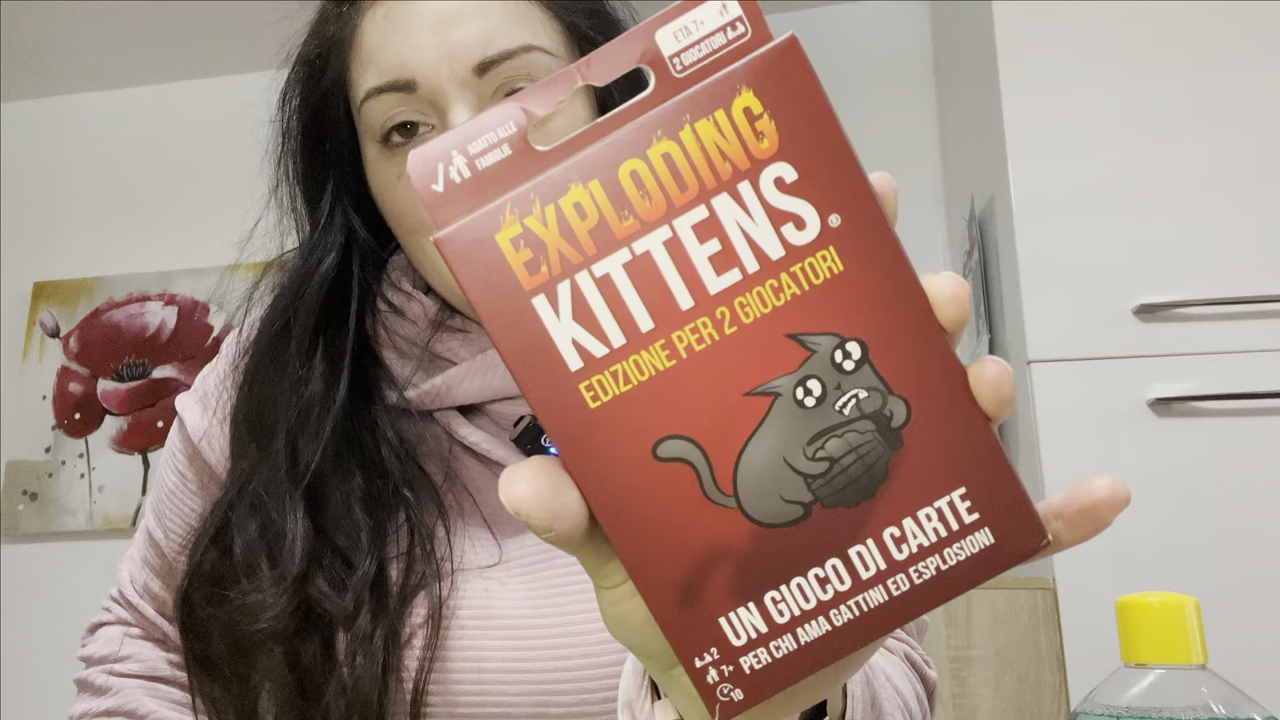 ETÀ 7+
2 GIOCATORI
ADATTO ALLE
FAMIGLIE
EXPLODING
KITTENS®
EDIZIONE PER 2 GIOCATORI
UN GIOCO DI CARTE
PER CHI AMA GATTINI ED ESPLOSIONI
2
7+
10